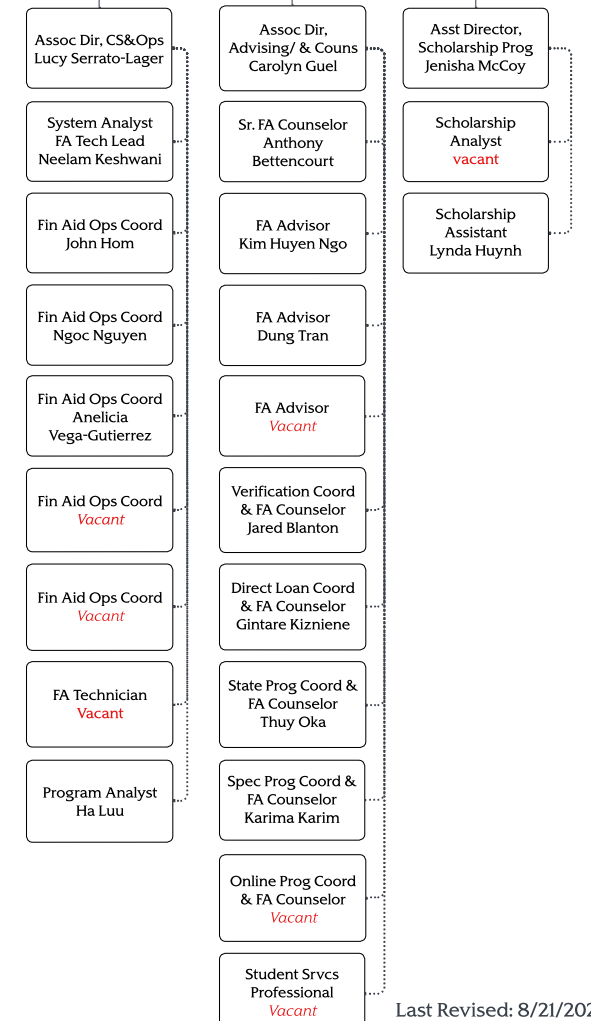 Assoc Dir, CS&Ops
Lucy Serrato-Lager
System Analyst
FA Tech Lead
Neelam Keshwani
Fin Aid Ops Coord
John Hom
Fin Aid Ops Coord
Ngoc Nguyen
Fin Aid Ops Coord
Anelicia
Vega-Gutierrez
Fin Aid Ops Coord
Vacant
Fin Aid Ops Coord
Vacant
FA Technician
Vacant
Program Analyst
Ha Luu
Assoc Dir,
Advising/ & Couns
Carolyn Guel
Sr. FA Counselor
Anthony
Bettencourt
FA Advisor
Kim Huyen Ngo
FA Advisor
Dung Tran
FA Advisor
Vacant
Verification Coord
& FA Counselor
Jared Blanton
Direct Loan Coord
& FA Counselor
Gintare Kizniene
State Prog Coord &
FA Counselor
Thuy Oka
Spec Prog Coord &
FA Counselor
Karima Karim
Online Prog Coord
& FA Counselor
Vacant
Student Srvcs
Professional
Vacant
Asst Director,
Scholarship Prog
Jenisha McCoy
Scholarship
Analyst
vacant
Scholarship
Assistant
Lynda Huynh
Last Revised: